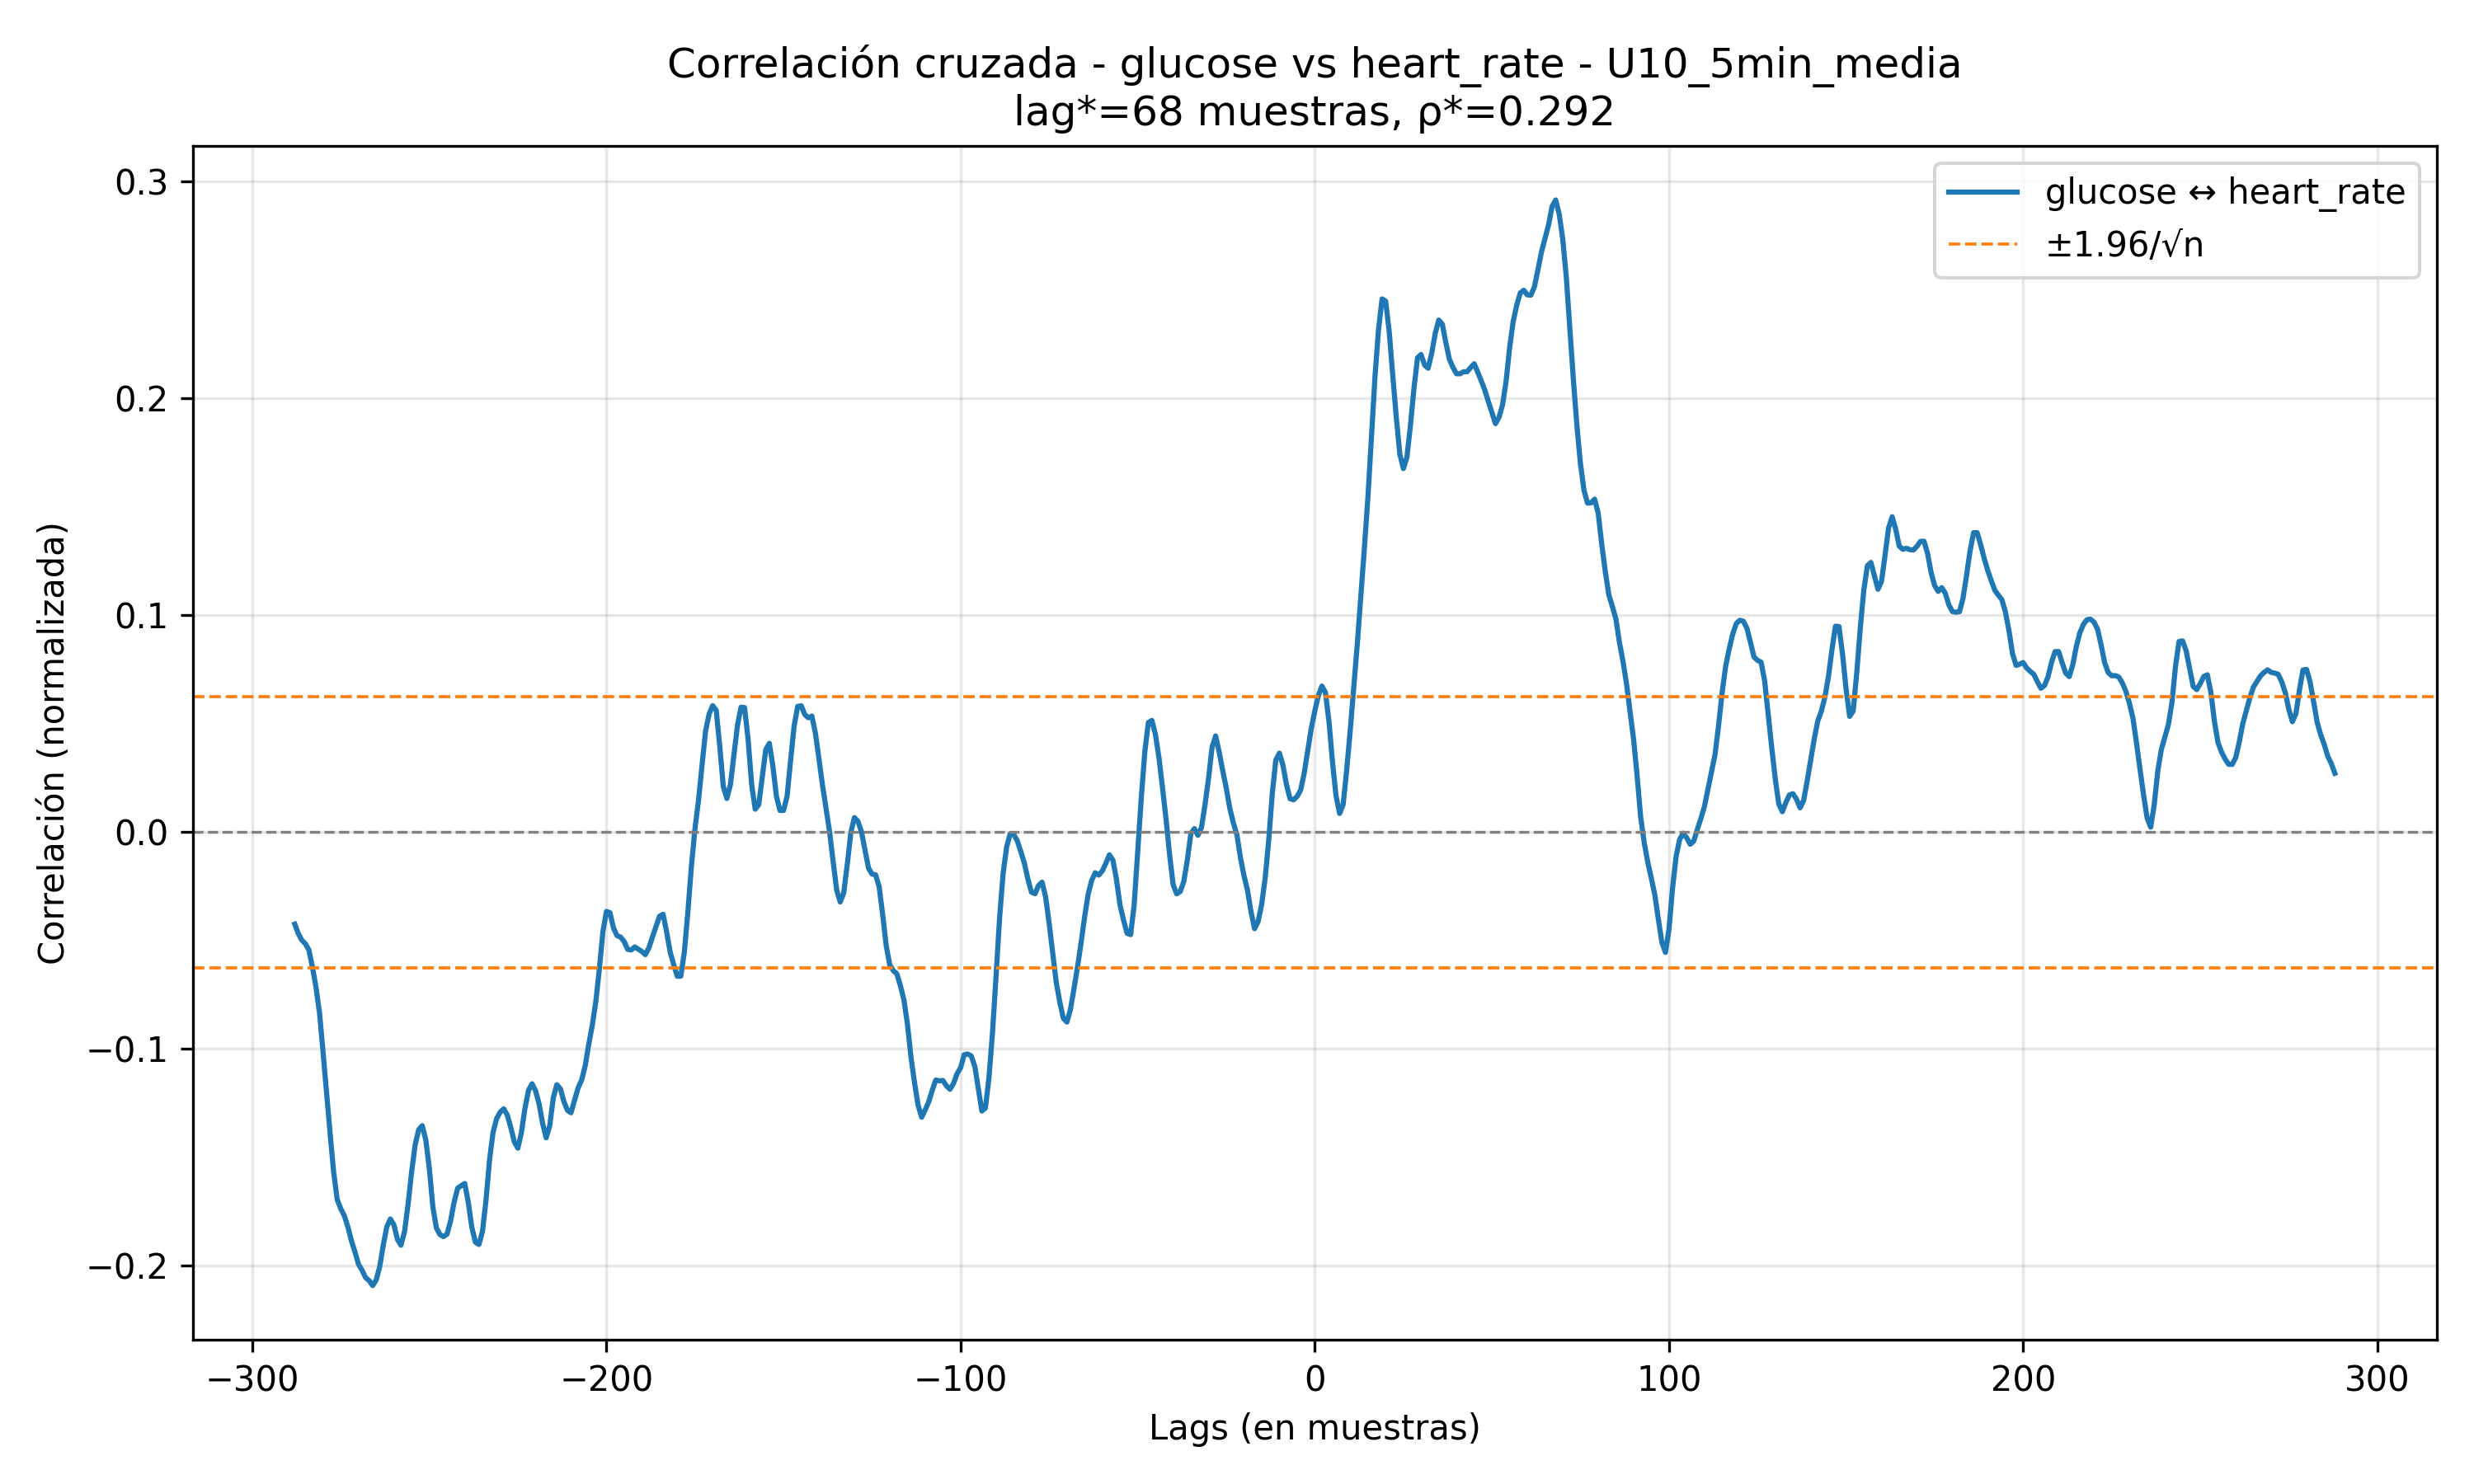 Correlación cruzada - glucose vs heart_rate - U10_5min_media
lag*=68 muestras, ρ*=0.292
glucose ↔ heart_rate
±1.96/√n
Correlación (normalizada)
0.3
0.2
0.1
0.0
−0.1
−0.2
−300
−200
−100
0
100
200
300
Lags (en muestras)